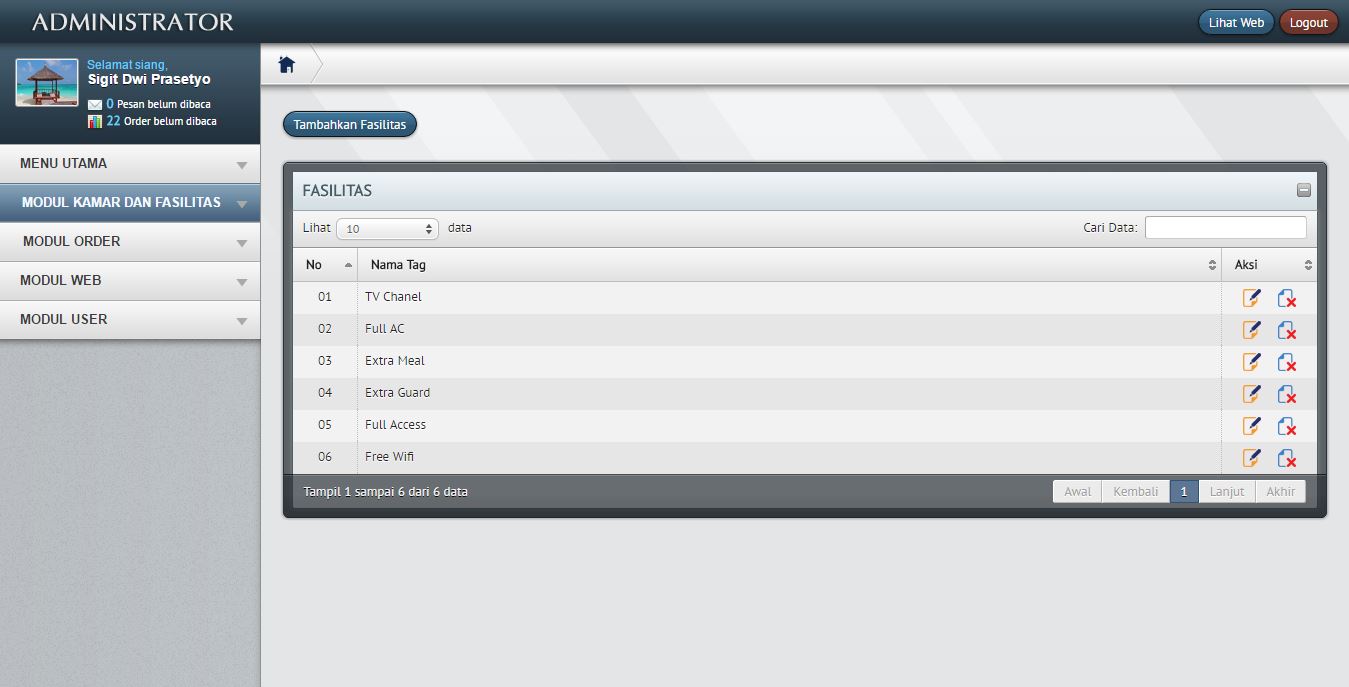 ADMINISTRATOR
Lihat Web
Logout
Selamat siang,
Sigit Dwi Prasetyo
0 Pesan belum dibaca
22 Order belum dibaca
MENU UTAMA
MODUL KAMAR DAN FASILITAS
MODUL ORDER
MODUL WEB
MODUL USER
Tambahkan Fasilitas
FASILITAS
Lihat 10 data
Cari Data:
No Nama Tag Aksi
01 TV Chanel
02 Full AC
03 Extra Meal
04 Extra Guard
05 Full Access
06 Free Wifi
Tampil 1 sampai 6 dari 6 data
Awal Kembali 1 Lanjut Akhir